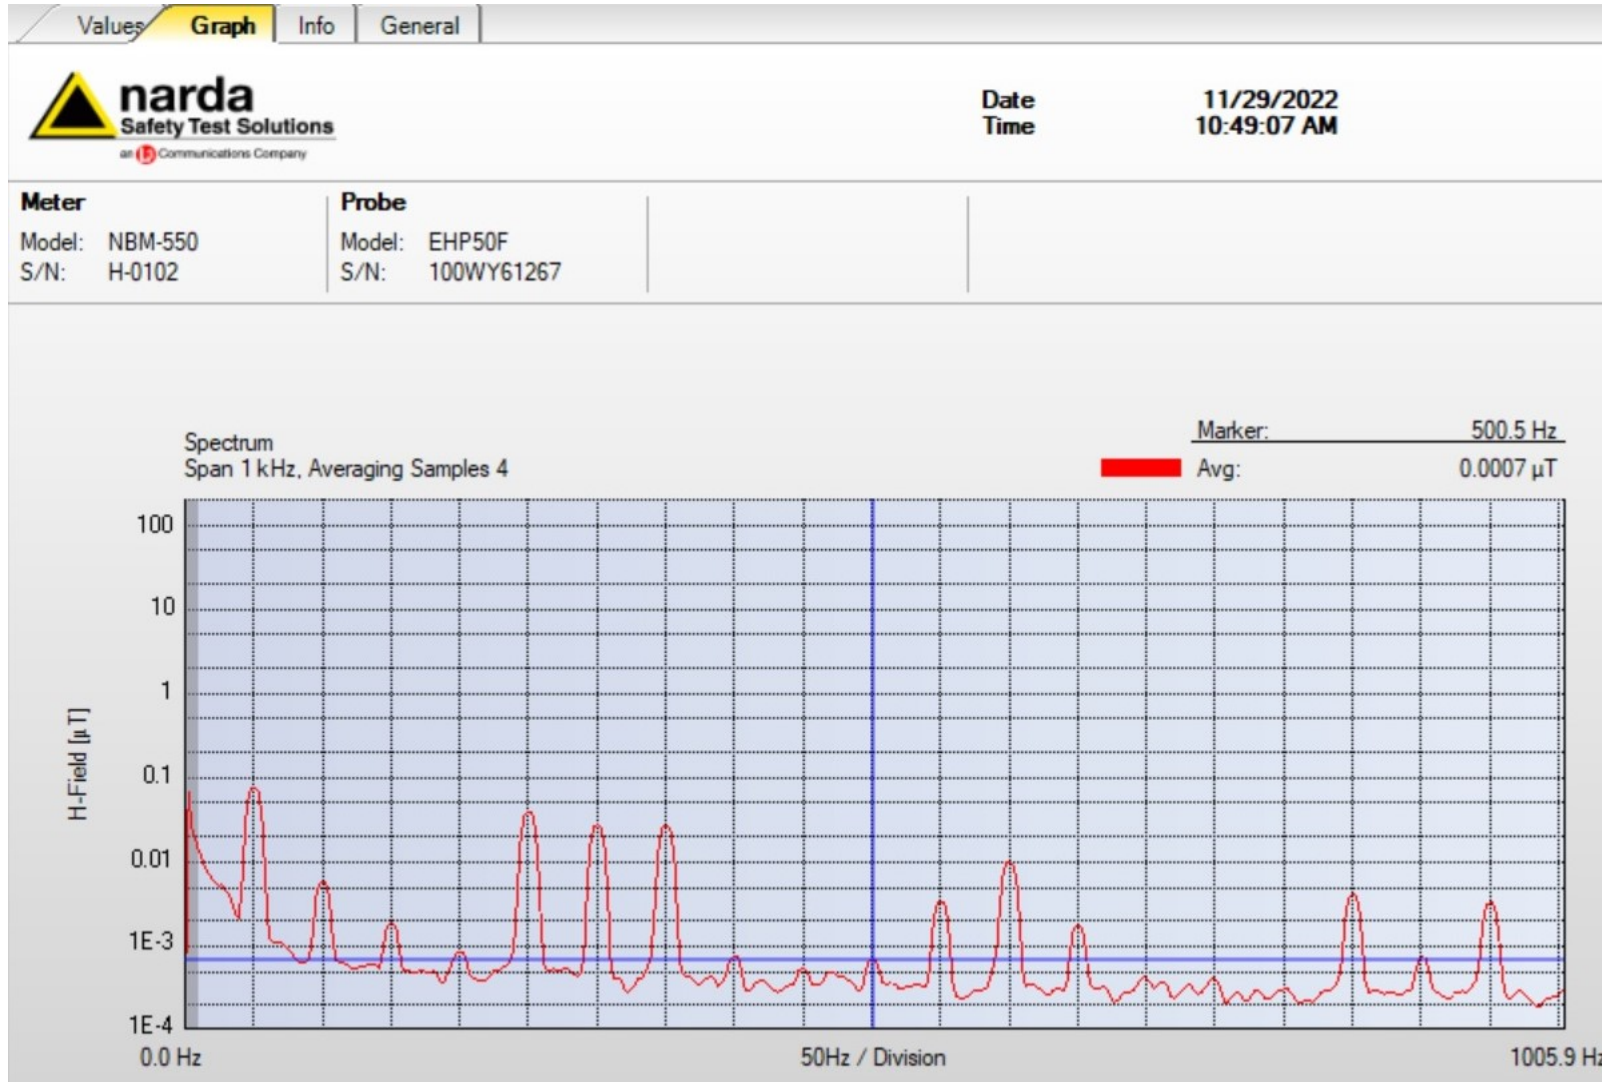 Values Graph Info General
narda
Safety Test Solutions
an L3 Communications Company
Date 11/29/2022
Time 10:49:07 AM
Meter
Model: NBM-550
S/N: H-0102
Probe
Model: EHP50F
S/N: 100WY61267
Spectrum
Span 1 kHz, Averaging Samples 4
Marker: 500.5 Hz
Avg: 0.0007 µT
H-Field [µT]
100
10
1
0.1
0.01
1E-3
1E-4
0.0 Hz 50Hz / Division 1005.9 Hz